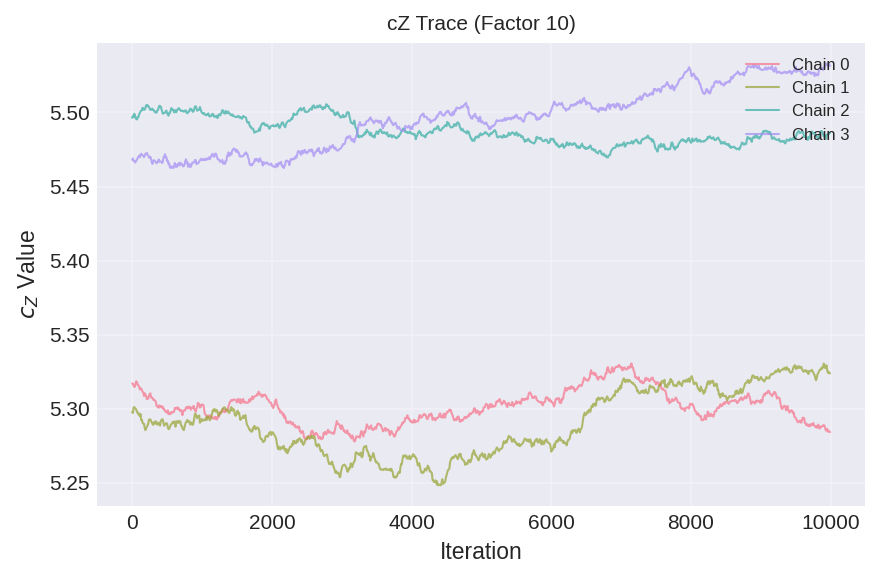 cZ Trace (Factor 10)
Chain 0
Chain 1
Chain 2
Chain 3
5.50
5.45
5.40
5.35
5.30
5.25
cZ Value
0 2000 4000 6000 8000 10000
Iteration